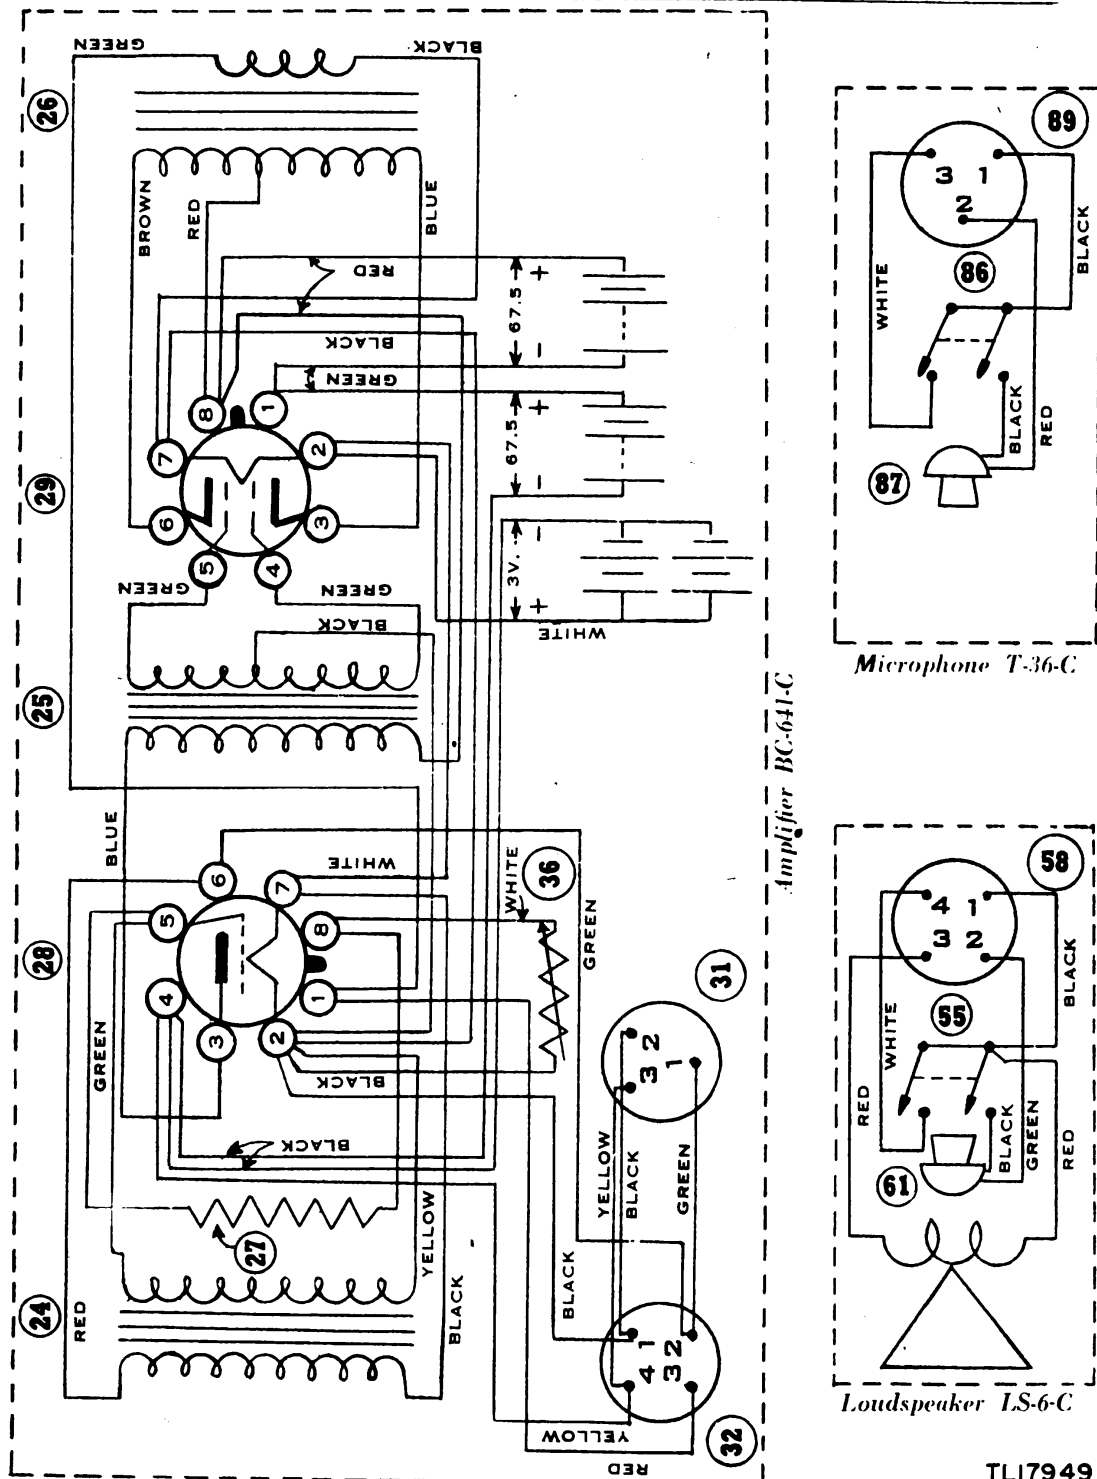 GREEN
BLACK
26
BROWN
RED
BLUE
RED
BLACK
GREEN
+ 67.5 −
+ 67.5 −
− 3V. +
WHITE
29
8
1
7
2
6
3
5
4
GREEN
GREEN
BLACK
25
BLUE
WHITE
28
6
7
5
8
4
1
3
2
WHITE
36
GREEN
GREEN
BLACK
BLACK
27
YELLOW
24
RED
BLACK
BLACK
31
2
3
1
YELLOW
BLACK
GREEN
1
4
2
3
32
YELLOW
RED
Amplifier BC-641-C
89
3 1
2
86
WHITE
BLACK
BLACK
RED
87
Microphone T-36-C
58
4 1
3 2
55
WHITE
RED
BLACK
BLACK
GREEN
RED
61
Loudspeaker LS-6-C
TL17949